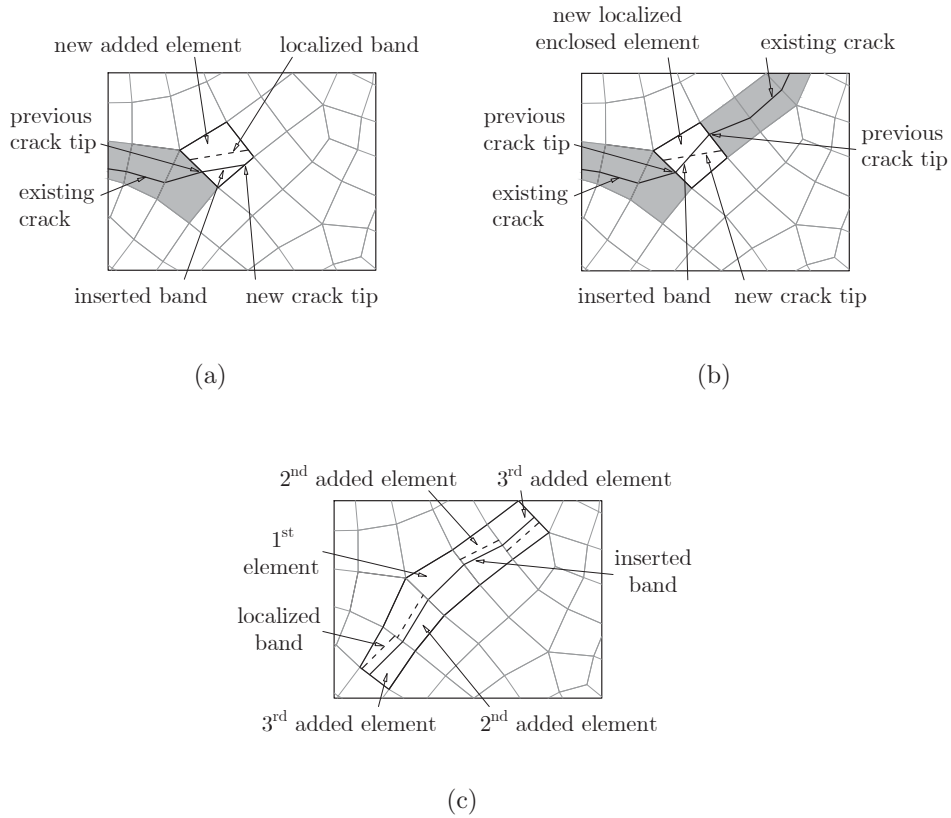 new added element
localized band
previous
crack tip
existing
crack
inserted band
new crack tip
(a)
new localized
enclosed element
existing crack
previous
crack tip
previous
crack tip
existing
crack
inserted band
new crack tip
(b)
2nd added element
3rd added element
1st
element
inserted
band
localized
band
3rd added element
2nd added element
(c)